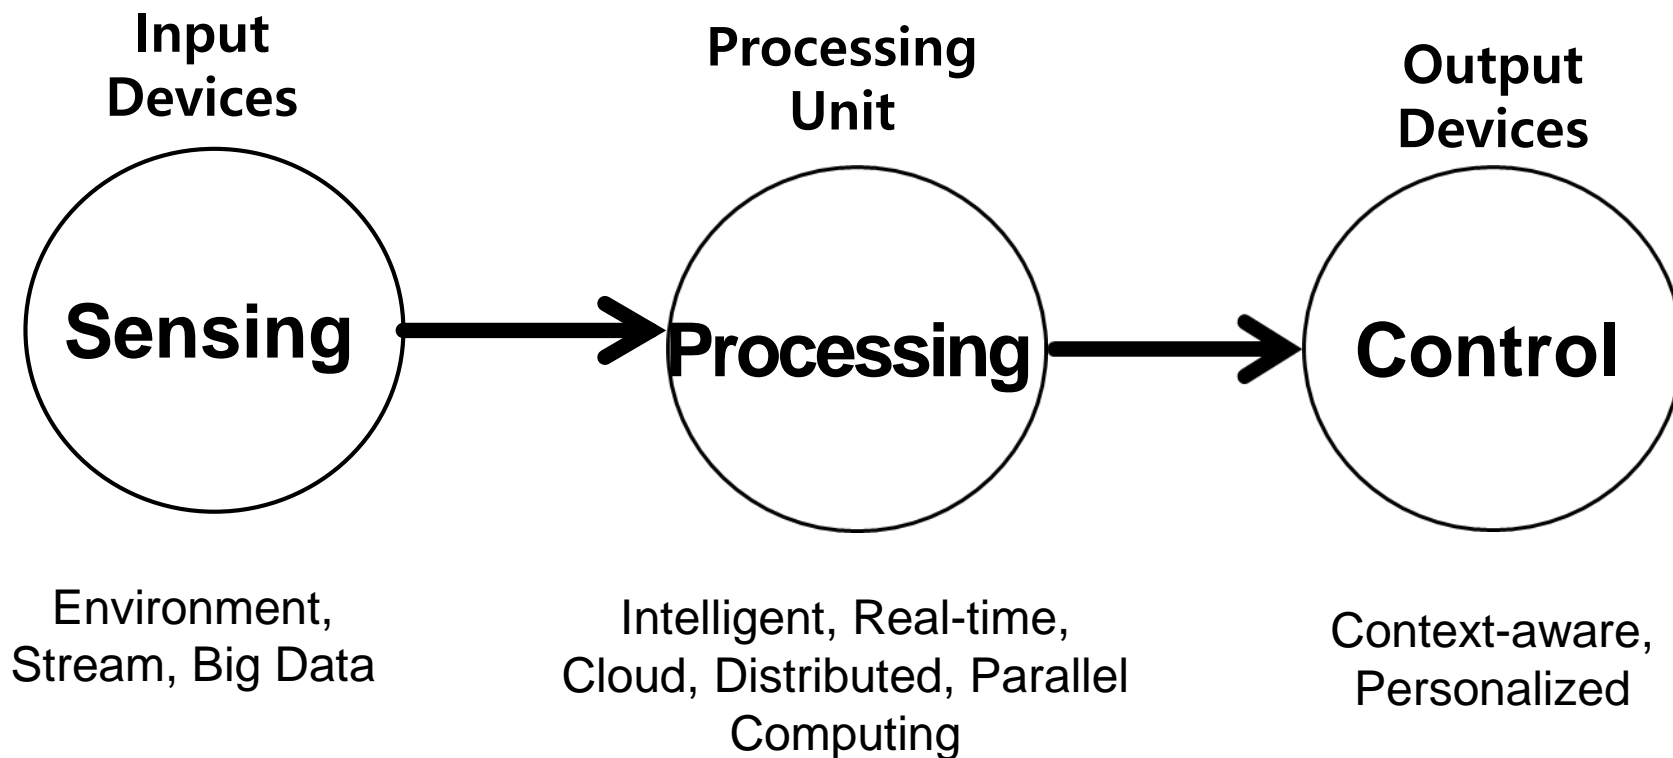 Input
Devices
Processing
Unit
Output
Devices
Sensing
Processing
Control
Environment,
Stream, Big Data
Intelligent, Real-time,
Cloud, Distributed, Parallel
Computing
Context-aware,
Personalized